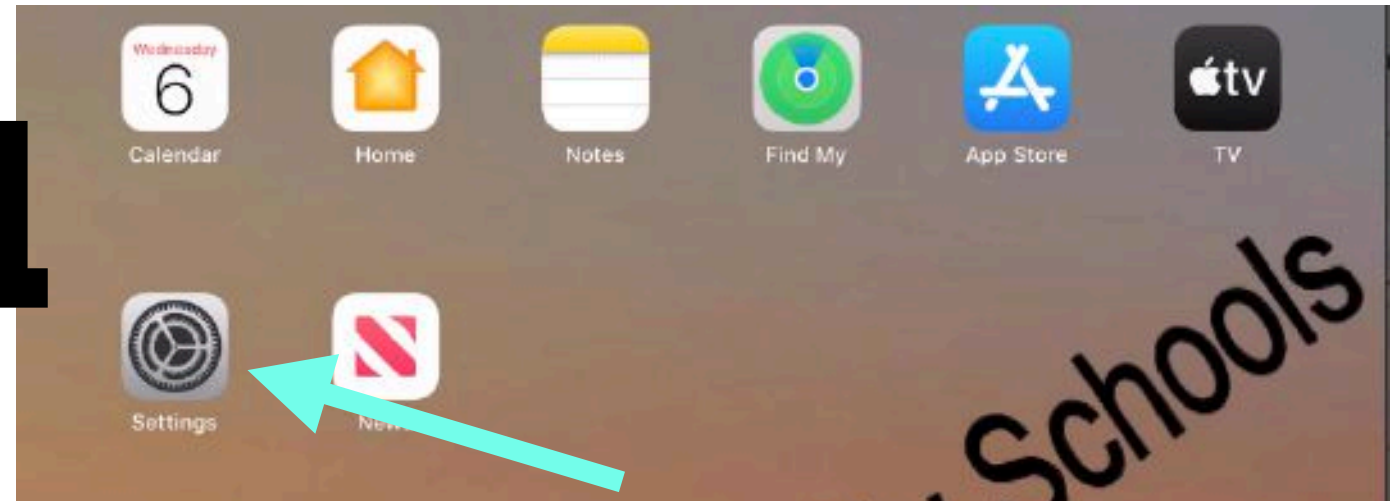 Wednesday
6
tv
Calendar
Home
Notes
Find My
App Store
TV
Schools
Settings